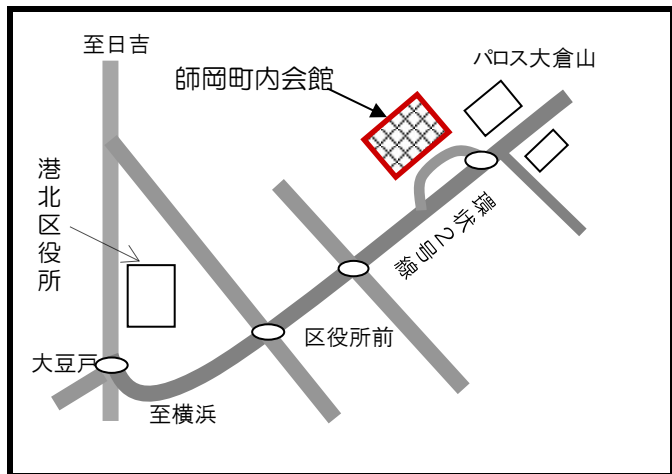 至日吉
パロス大倉山
師岡町内会館
港北区役所
環状2号線
区役所前
大豆戸
至横浜